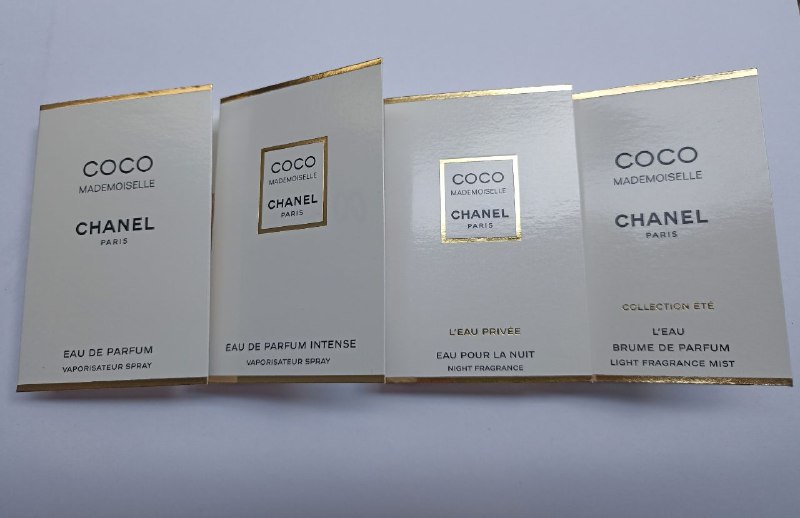 COCO
MADEMOISELLE
CHANEL
PARIS
EAU DE PARFUM
VAPORISATEUR SPRAY
COCO
MADEMOISELLE
CHANEL
PARIS
EAU DE PARFUM INTENSE
VAPORISATEUR SPRAY
COCO
MADEMOISELLE
CHANEL
PARIS
L'EAU PRIVÉE
EAU POUR LA NUIT
NIGHT FRAGRANCE
COCO
MADEMOISELLE
CHANEL
PARIS
COLLECTION ÉTÉ
L'EAU
BRUME DE PARFUM
LIGHT FRAGRANCE MIST